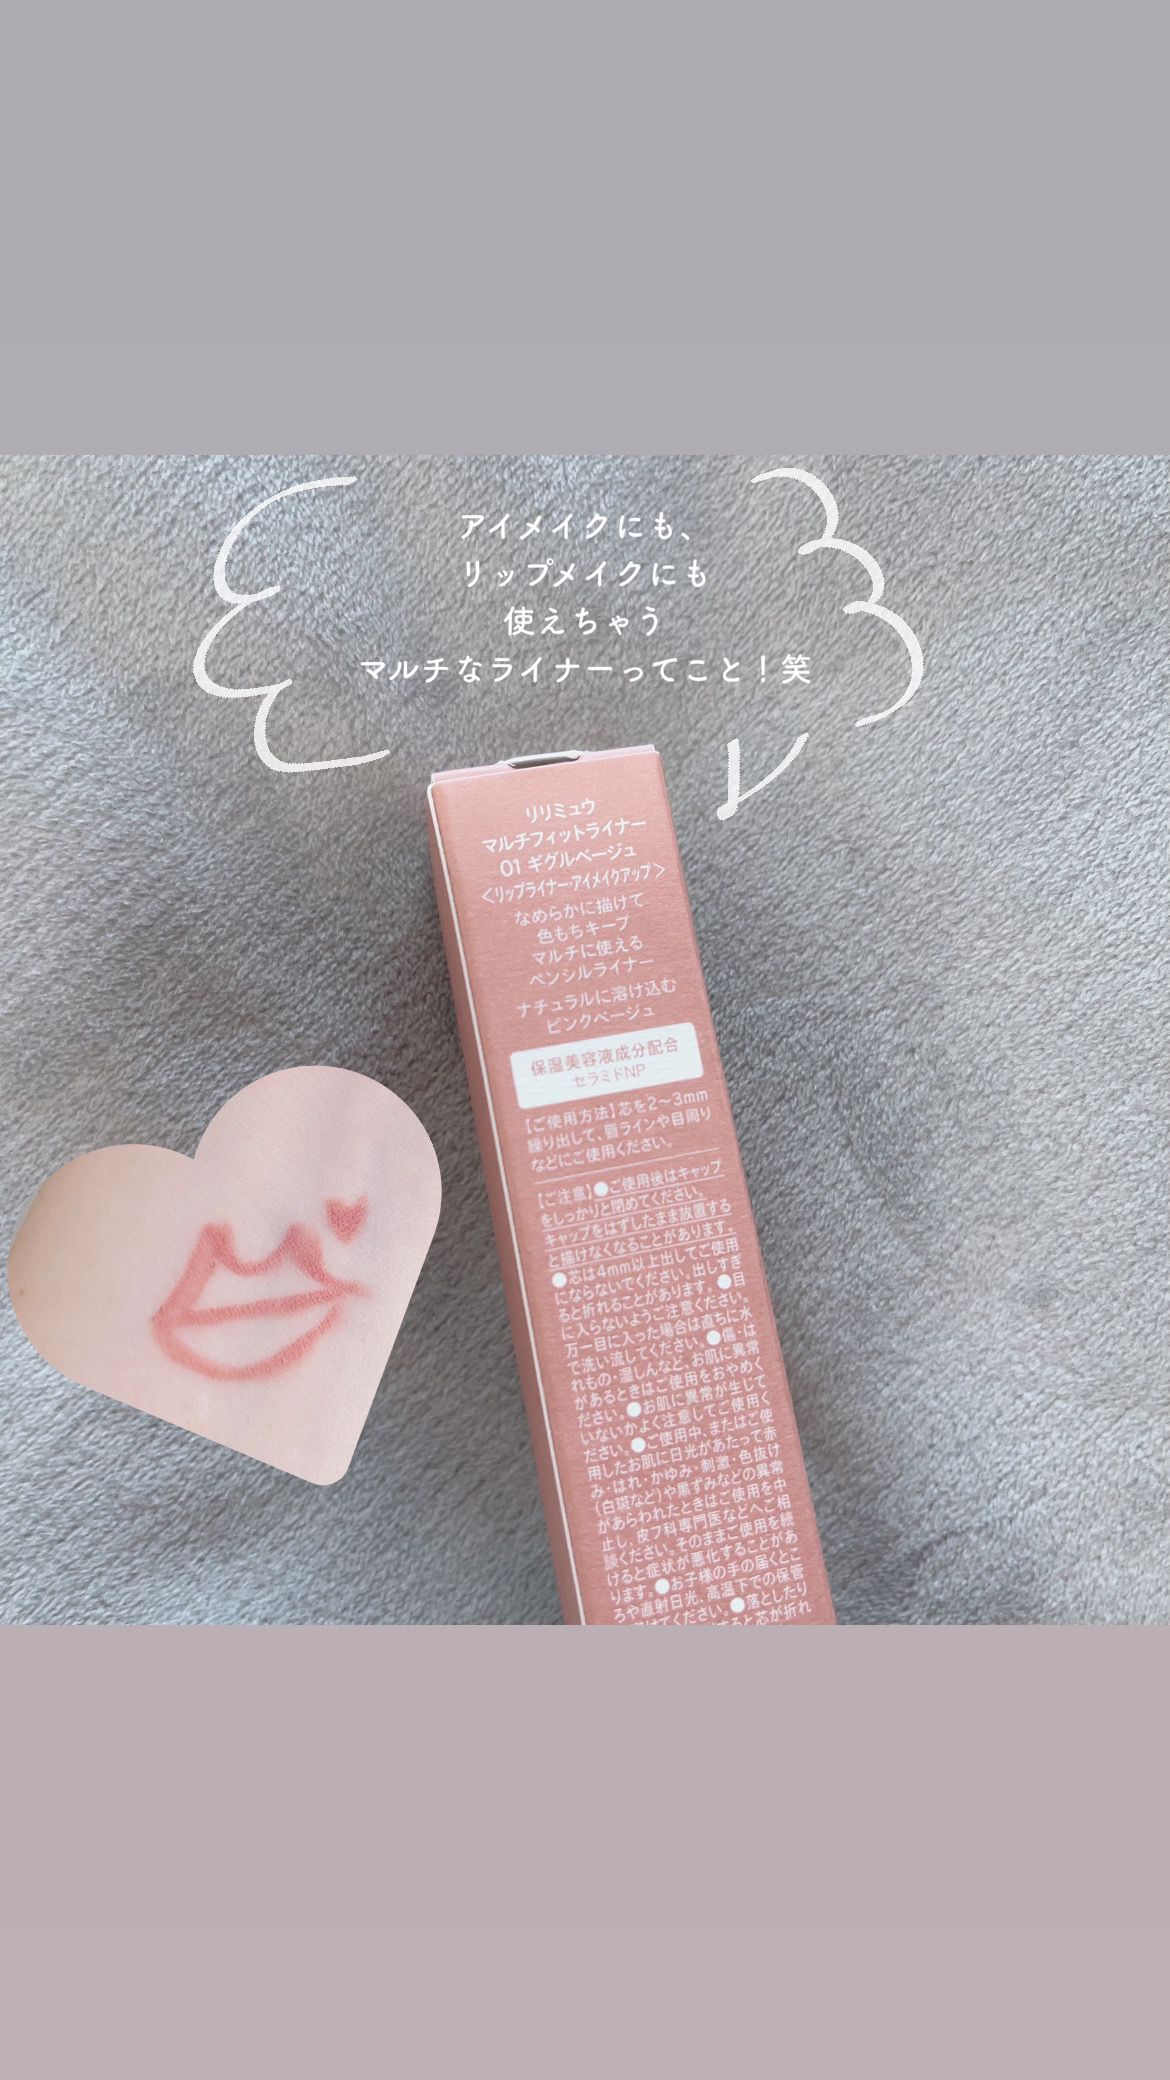 アイメイクにも、
リップメイクにも
使えちゃう
マルチなライナーってこと！笑
リリミュウ
マルチフィットライナー
01 ギグルベージュ
＜リップライナー・アイメイクアップ＞
なめらかに描けて
色もちキープ
マルチに使える
ペンシルライナー
ナチュラルに溶け込む
ピンクベージュ
保湿美容液成分配合
セラミドNP
【ご使用方法】芯を2〜3mm
繰り出して、唇ラインや目周り
などにご使用ください。
【ご注意】●ご使用後はキャップ
をしっかりと閉めてください。
キャップをはずしたまま放置する
と描けなくなることがあります。
●芯は4mm以上出してご使用
にならないでください。出しすぎ
ると折れることがあります。●目
に入らないようご注意ください。
万一目に入った場合は直ちに水
で洗い流してください。●傷・は
れもの・湿しんなど、お肌に異常
があるときはご使用をおやめく
ださい。●お肌に異常が生じて
いないかよく注意してご使用く
ださい。●ご使用中、またはご使
用したお肌に日光があたって赤
み・はれ・かゆみ・刺激・色抜け
（白斑など）や黒ずみなどの異常
があらわれたときはご使用を中
止し、皮フ科専門医などへご相
談ください。そのままご使用を続
けると症状が悪化することがあ
ります。●お子様の手の届くとこ
ろや直射日光、高温下での保管
けてください。●落としたり
すると芯が折れ